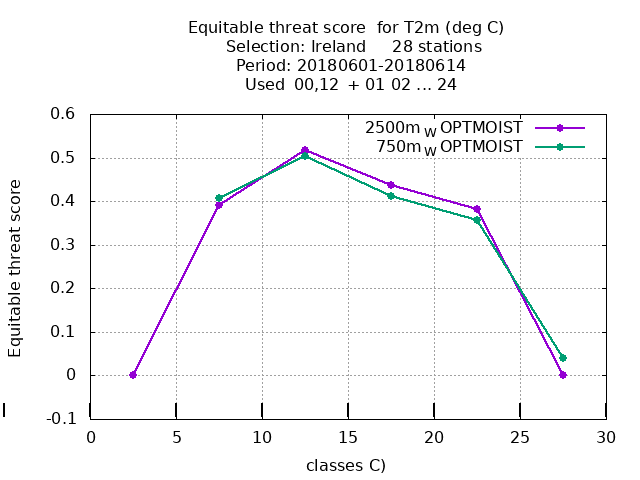 Equitable threat score for T2m (deg C)
Selection: Ireland 28 stations
Period: 20180601-20180614
Used 00,12 + 01 02 ... 24
2500m W OPTMOIST
750m W OPTMOIST
Equitable threat score
0.6
0.5
0.4
0.3
0.2
0.1
0
-0.1
0 5 10 15 20 25 30
classes C)